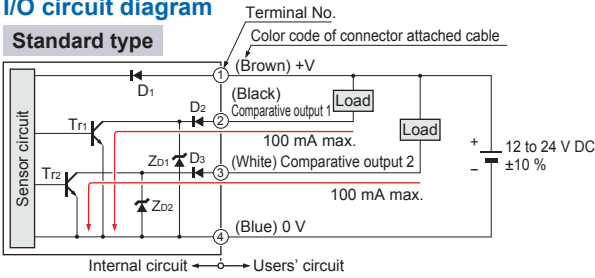 I/O circuit diagram
Standard type
Terminal No.
Color code of connector attached cable
Sensor circuit
D1
1
(Brown) +V
(Black)
Comparative output 1
Load
D2
2
Tr1
100 mA max.
Load
ZD1
D3
3
(White) Comparative output 2
Tr2
100 mA max.
ZD2
+
−
12 to 24 V DC
±10 %
4
(Blue) 0 V
Internal circuit
Users' circuit